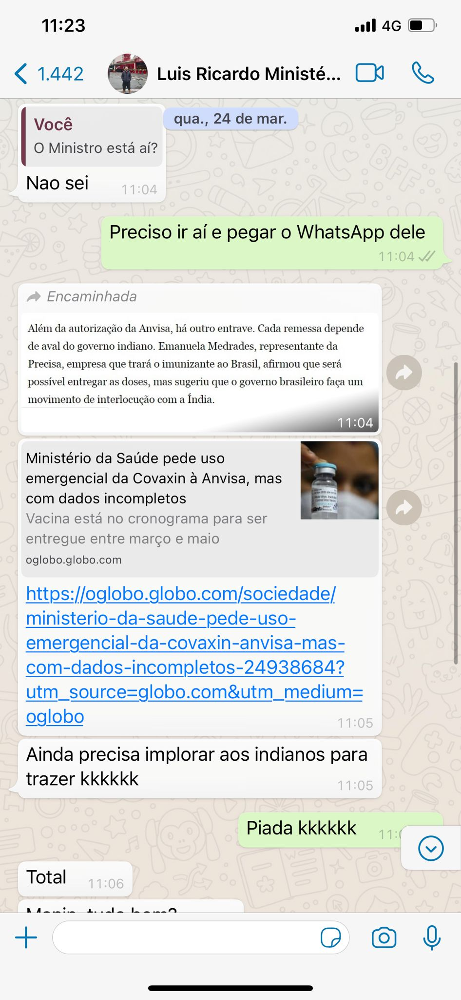 11:23
4G
1.442
Luis Ricardo Ministé...
qua., 24 de mar.
Você
O Ministro está aí?
Nao sei
11:04
Preciso ir aí e pegar o WhatsApp dele
11:04
Encaminhada
Além da autorização da Anvisa, há outro entrave. Cada remessa depende
de aval do governo indiano. Emanuela Medrades, representante da
Precisa, empresa que trará o imunizante ao Brasil, afirmou que será
possível entregar as doses, mas sugeriu que o governo brasileiro faça um
movimento de interlocução com a Índia.
11:04
Ministério da Saúde pede uso
emergencial da Covaxin à Anvisa, mas
com dados incompletos
Vacina está no cronograma para ser
entregue entre março e maio
oglobo.globo.com
https://oglobo.globo.com/sociedade/
ministerio-da-saude-pede-uso-
emergencial-da-covaxin-anvisa-mas-
com-dados-incompletos-24938684?
utm_source=globo.com&utm_medium=
oglobo
11:05
Ainda precisa implorar aos indianos para
trazer kkkkkk
11:05
Piada kkkkkk
Total
11:06
tudo bem?